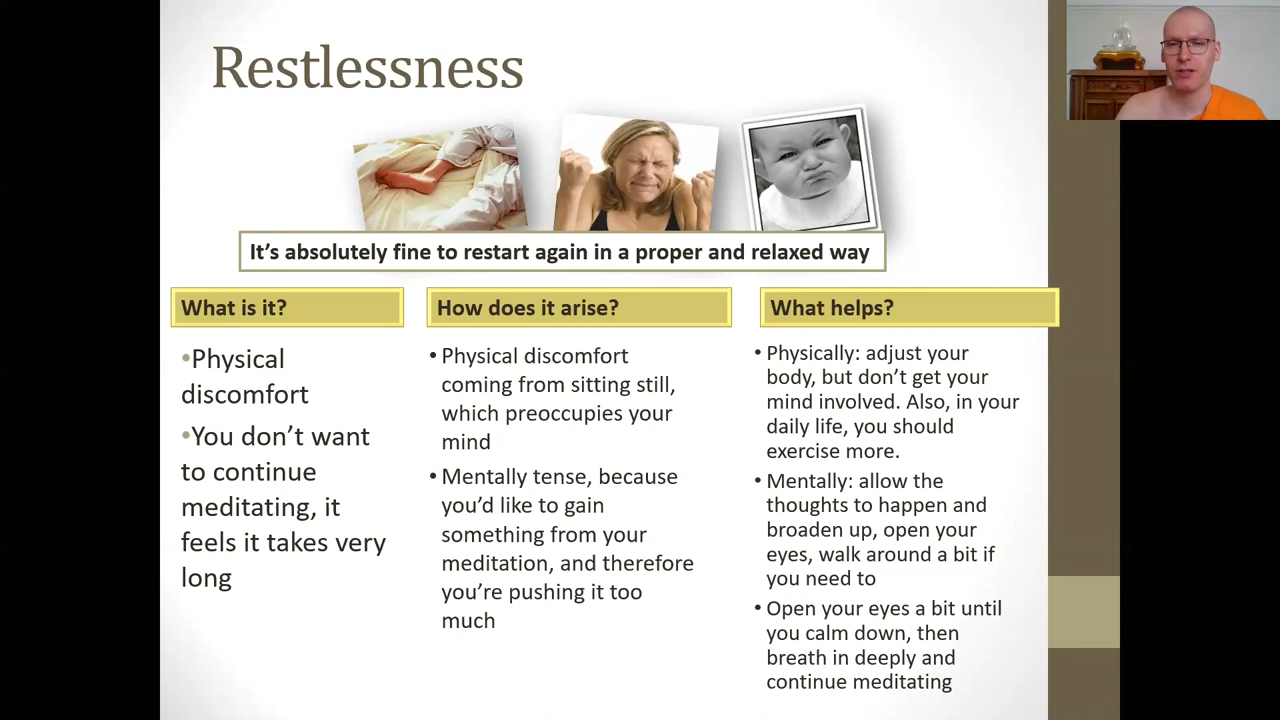 Restlessness
It's absolutely fine to restart again in a proper and relaxed way
What is it?
•Physical
discomfort
•You don't want
to continue
meditating, it
feels it takes very
long
How does it arise?
• Physical discomfort
coming from sitting still,
which preoccupies your
mind
• Mentally tense, because
you'd like to gain
something from your
meditation, and therefore
you're pushing it too
much
What helps?
• Physically: adjust your
body, but don't get your
mind involved. Also, in your
daily life, you should
exercise more.
• Mentally: allow the
thoughts to happen and
broaden up, open your
eyes, walk around a bit if
you need to
• Open your eyes a bit until
you calm down, then
breath in deeply and
continue meditating